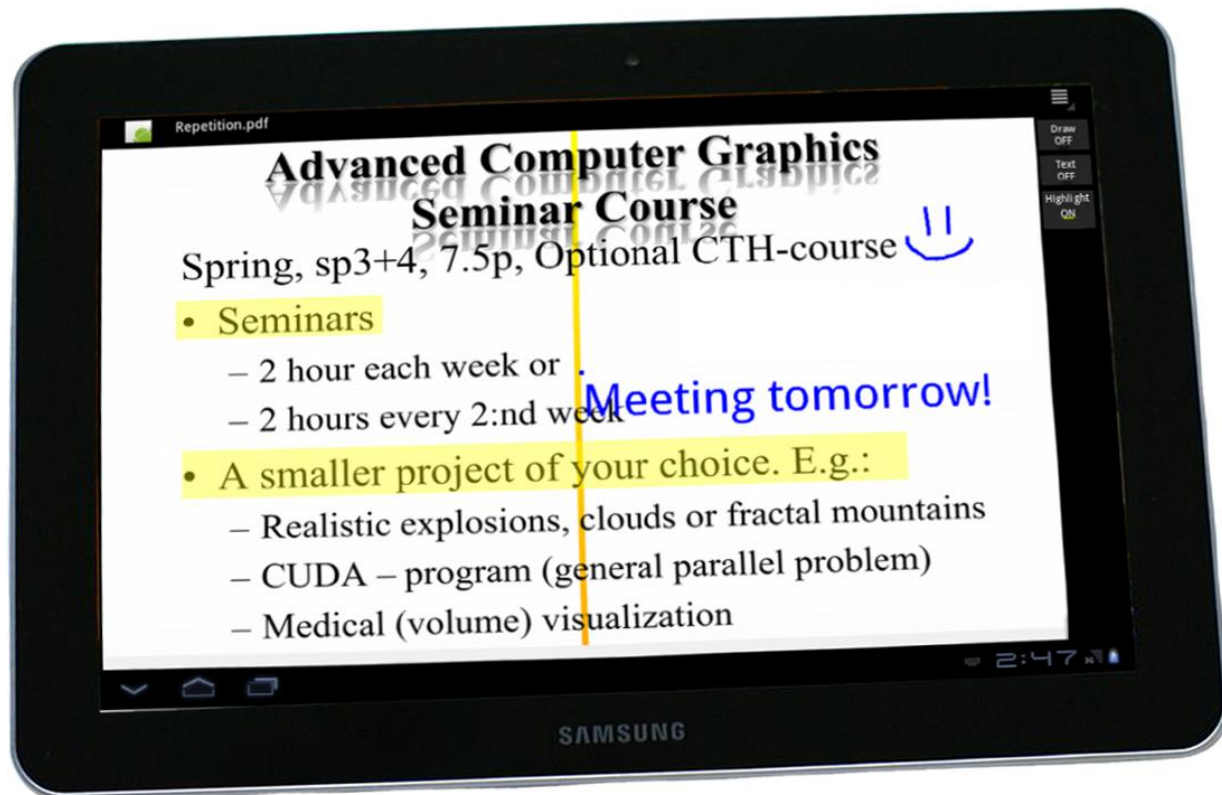 Repetition.pdf
Draw
OFF
Text
OFF
Highlight
ON
Advanced Computer Graphics
Seminar Course
Spring, sp3+4, 7.5p, Optional CTH-course
• Seminars
– 2 hour each week or .
– 2 hours every 2:nd week
Meeting tomorrow!
• A smaller project of your choice. E.g.:
– Realistic explosions, clouds or fractal mountains
– CUDA – program (general parallel problem)
– Medical (volume) visualization
2:47
SAMSUNG